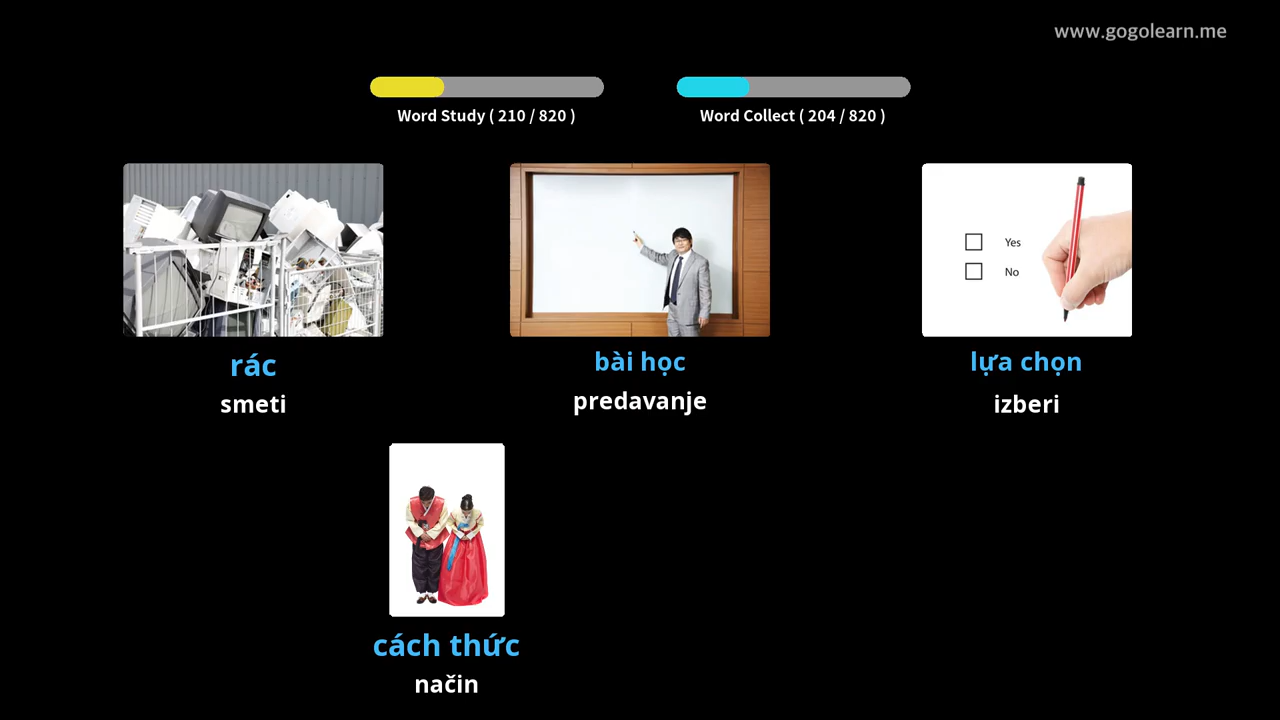 www.gogolearn.me
Word Study ( 210 / 820 )
Word Collect ( 204 / 820 )
Yes
No
rác
smeti
bài học
predavanje
lựa chọn
izberi
cách thức
način